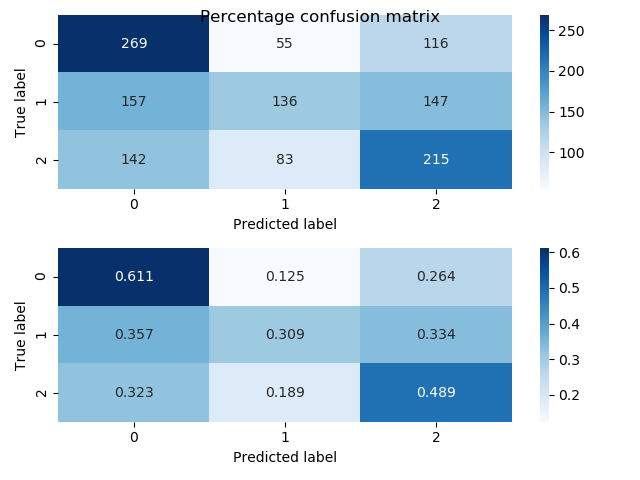 Percentage confusion matrix
True label
0 269 55 116
1 157 136 147
2 142 83 215
0 1 2
Predicted label
250
200
150
100
True label
0 0.611 0.125 0.264
1 0.357 0.309 0.334
2 0.323 0.189 0.489
0 1 2
Predicted label
0.6
0.5
0.4
0.3
0.2